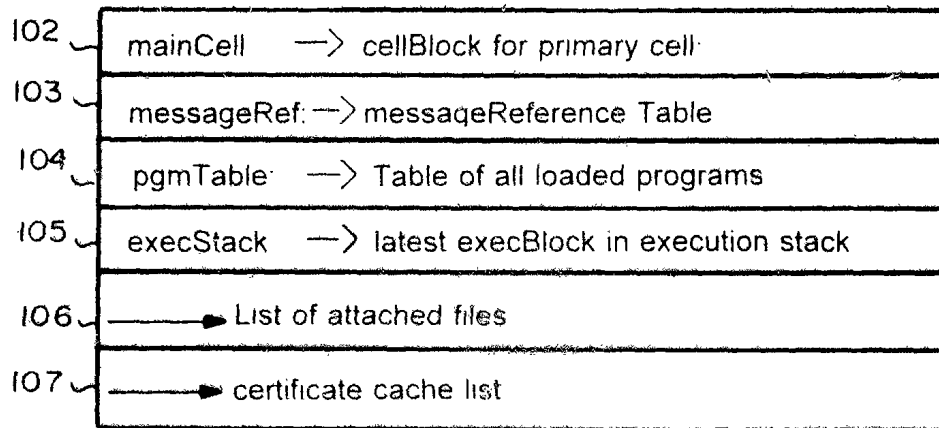 102 mainCell —> cellBlock for primary cell
103 messageRef: —> messageReference Table
104 pgmTable —> Table of all loaded programs
105 execStack —> latest execBlock in execution stack
106 List of attached files
107 certificate cache list